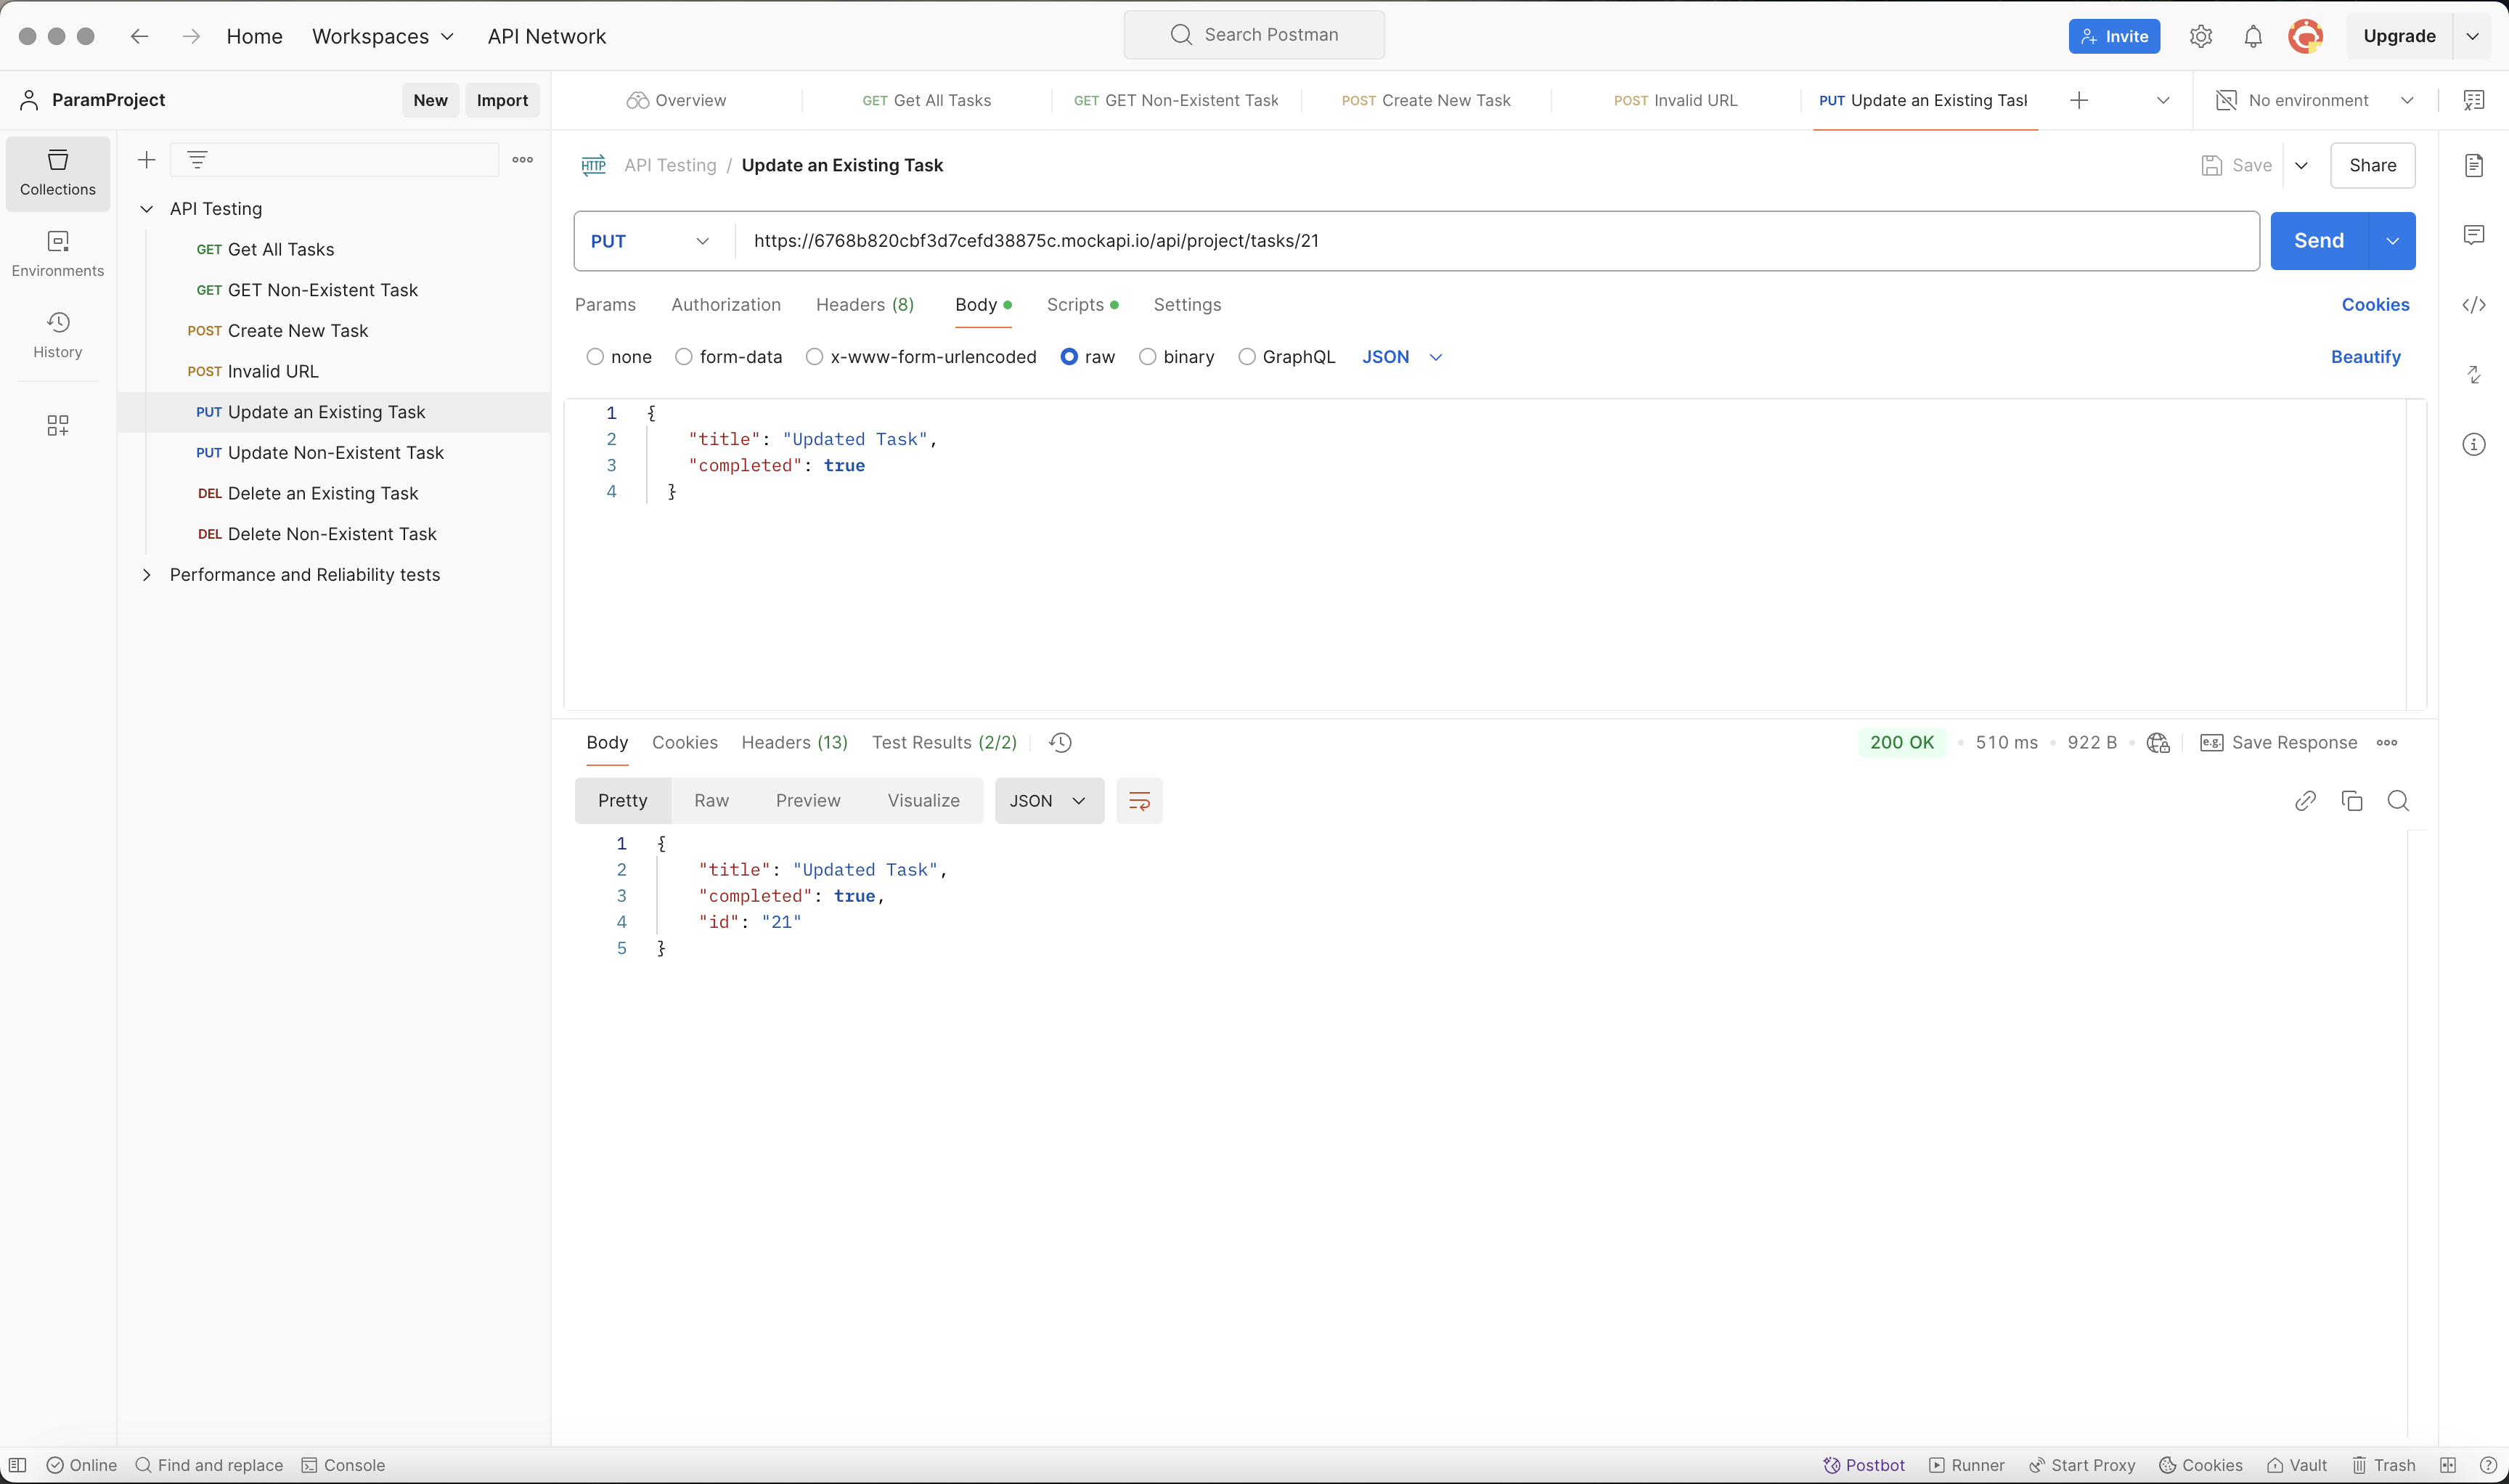 Home Workspaces API Network Search Postman Invite Upgrade
ParamProject New Import
Overview GET Get All Tasks GET GET Non-Existent Task POST Create New Task POST Invalid URL PUT Update an Existing Task No environment
Collections
Environments
History
API Testing
GET Get All Tasks
GET GET Non-Existent Task
POST Create New Task
POST Invalid URL
PUT Update an Existing Task
PUT Update Non-Existent Task
DEL Delete an Existing Task
DEL Delete Non-Existent Task
Performance and Reliability tests
HTTP API Testing / Update an Existing Task Save Share
PUT https://6768b820cbf3d7cefd38875c.mockapi.io/api/project/tasks/21 Send
Params Authorization Headers (8) Body Scripts Settings Cookies
none form-data x-www-form-urlencoded raw binary GraphQL JSON Beautify
1 {
2 "title": "Updated Task",
3 "completed": true
4 }
Body Cookies Headers (13) Test Results (2/2) 200 OK 510 ms 922 B e.g. Save Response
Pretty Raw Preview Visualize JSON
1 {
2 "title": "Updated Task",
3 "completed": true,
4 "id": "21"
5 }
Online Find and replace Console Postbot Runner Start Proxy Cookies Vault Trash